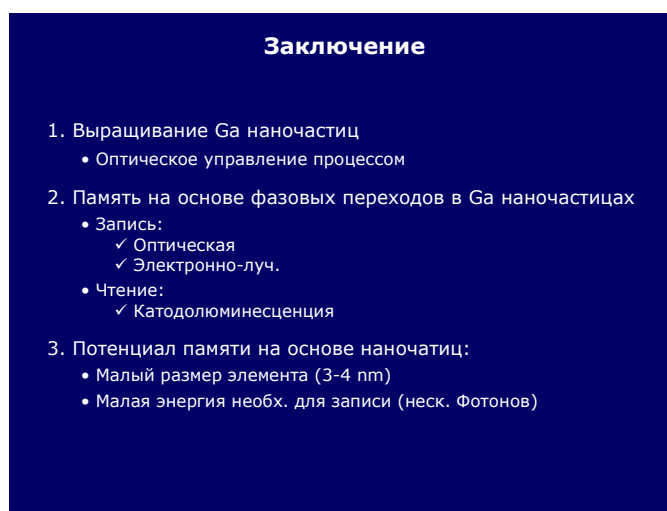 Заключение
1. Выращивание Ga наночастиц
• Оптическое управление процессом
2. Память на основе фазовых переходов в Ga наночастицах
• Запись:
✓ Оптическая
✓ Электронно-луч.
• Чтение:
✓ Катодолюминесценция
3. Потенциал памяти на основе наночатиц:
• Малый размер элемента (3-4 nm)
• Малая энергия необх. для записи (неск. Фотонов)